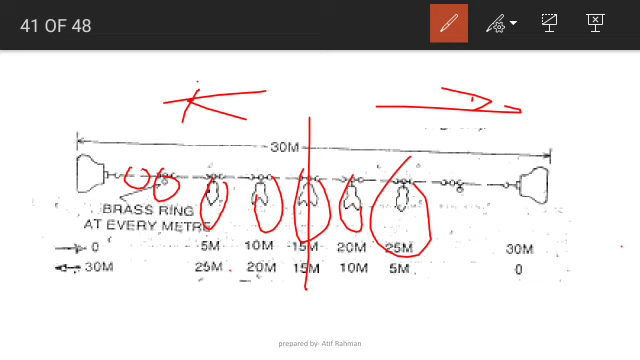 41 OF 48
30M
BRASS RING
AT EVERY METRE
0 5M 10M 15M 20M 25M 30M
30M 25M 20M 15M 10M 5M 0
prepared by- Atif Rahman